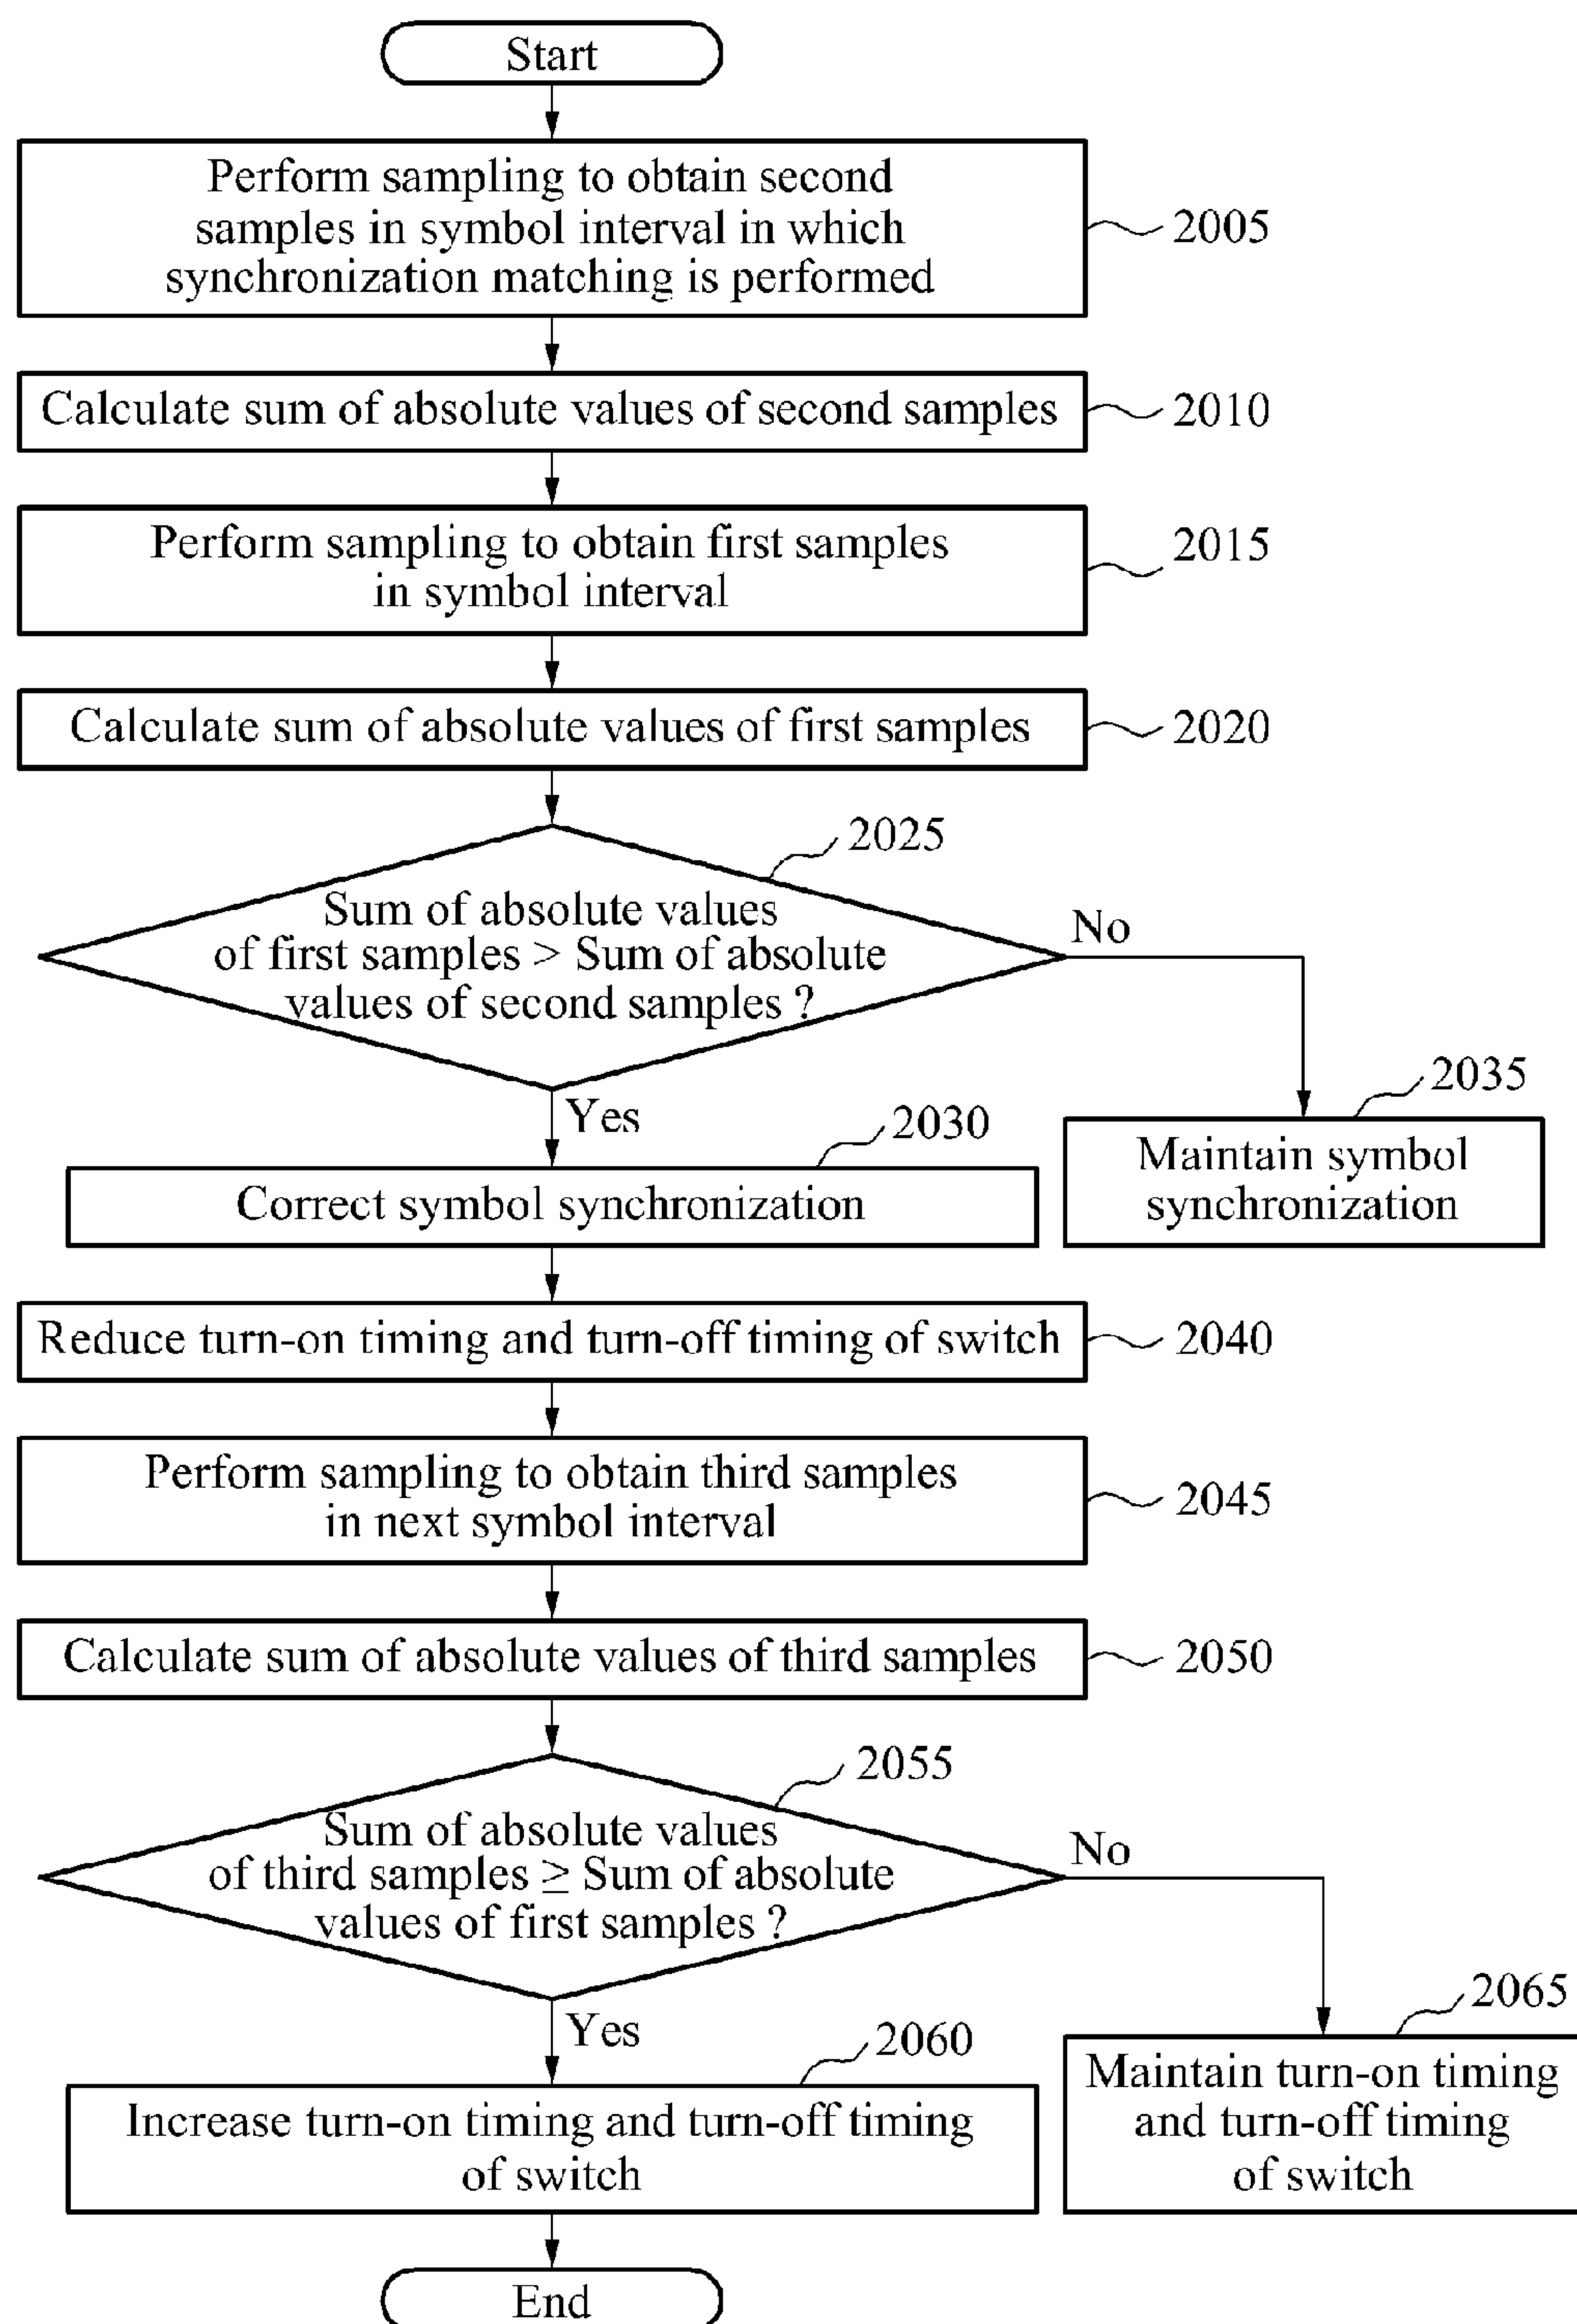 Start
Perform sampling to obtain second
samples in symbol interval in which
synchronization matching is performed
2005
Calculate sum of absolute values of second samples
2010
Perform sampling to obtain first samples
in symbol interval
2015
Calculate sum of absolute values of first samples
2020
2025
Sum of absolute values
of first samples > Sum of absolute
values of second samples ?
No
Yes
2030
Correct symbol synchronization
2035
Maintain symbol
synchronization
Reduce turn-on timing and turn-off timing of switch
2040
Perform sampling to obtain third samples
in next symbol interval
2045
Calculate sum of absolute values of third samples
2050
2055
Sum of absolute values
of third samples ≥ Sum of absolute
values of first samples ?
No
Yes
2060
Increase turn-on timing and turn-off timing
of switch
2065
Maintain turn-on timing
and turn-off timing
of switch
End